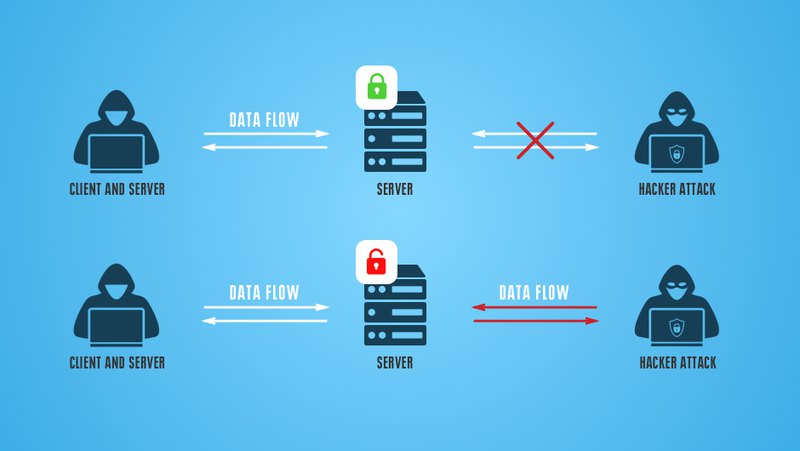 DATA FLOW
CLIENT AND SERVER
SERVER
HACKER ATTACK
DATA FLOW
DATA FLOW
CLIENT AND SERVER
SERVER
HACKER ATTACK